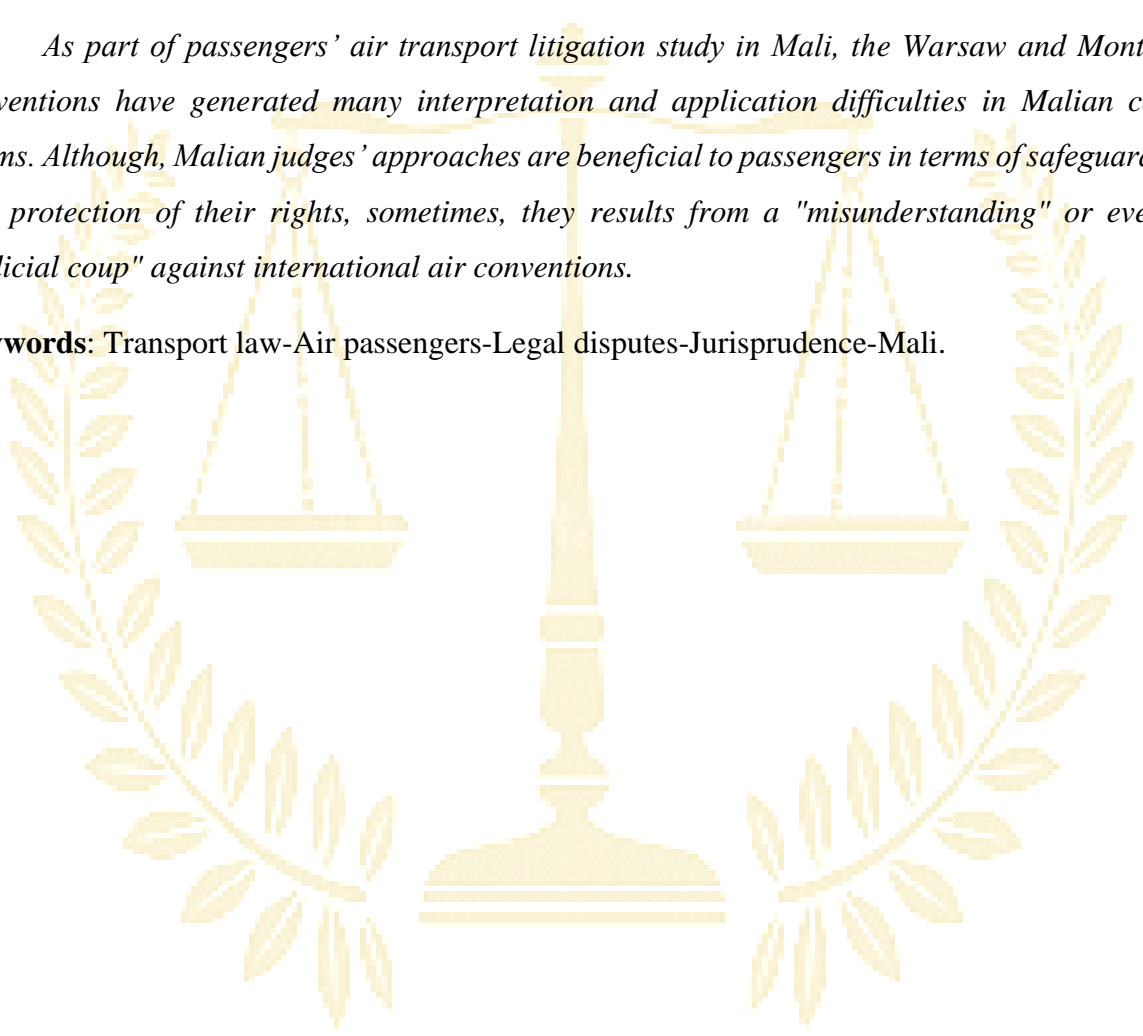 As part of passengers’ air transport litigation study in Mali, the Warsaw and Mont
ventions have generated many interpretation and application difficulties in Malian c
ms. Although, Malian judges’ approaches are beneficial to passengers in terms of safeguar
protection of their rights, sometimes, they results from a "misunderstanding" or eve
licial coup" against international air conventions.
ywords: Transport law-Air passengers-Legal disputes-Jurisprudence-Mali.